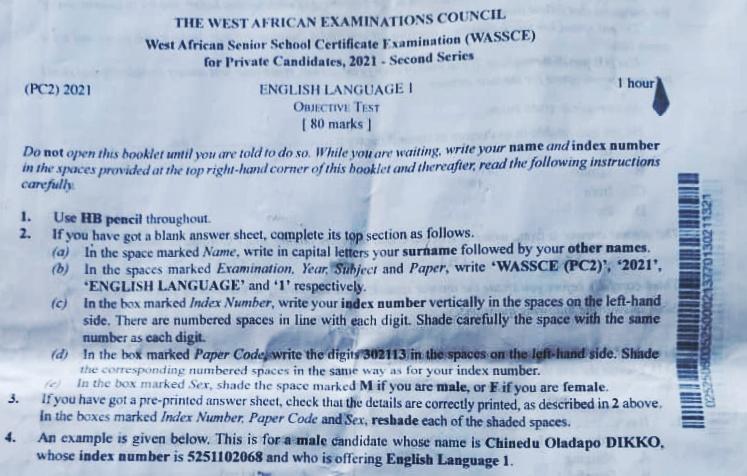 THE WEST AFRICAN EXAMINATIONS COUNCIL
West African Senior School Certificate Examination (WASSCE)
for Private Candidates, 2021 - Second Series
(PC2) 2021
ENGLISH LANGUAGE 1
1 hour
OBJECTIVE TEST
[ 80 marks ]
Do not open this booklet until you are told to do so. While you are waiting, write your name and index number
in the spaces provided at the top right-hand corner of this booklet and thereafter, read the following instructions
carefully.
1. Use HB pencil throughout.
2. If you have got a blank answer sheet, complete its top section as follows.
(a) In the space marked Name, write in capital letters your surname followed by your other names.
(b) In the spaces marked Examination, Year, Subject and Paper, write ‘WASSCE (PC2)’, ‘2021’,
‘ENGLISH LANGUAGE’ and ‘1’ respectively.
(c) In the box marked Index Number, write your index number vertically in the spaces on the left-hand
side. There are numbered spaces in line with each digit. Shade carefully the space with the same
number as each digit.
(d) In the box marked Paper Code, write the digits 302113 in the spaces on the left-hand side. Shade
the corresponding numbered spaces in the same way as for your index number.
(e) In the box marked Sex, shade the space marked M if you are male, or F if you are female.
3. If you have got a pre-printed answer sheet, check that the details are correctly printed, as described in 2 above.
In the boxes marked Index Number, Paper Code and Sex, reshade each of the shaded spaces.
4. An example is given below. This is for a male candidate whose name is Chinedu Oladapo DIKKO,
whose index number is 5251102068 and who is offering English Language 1.